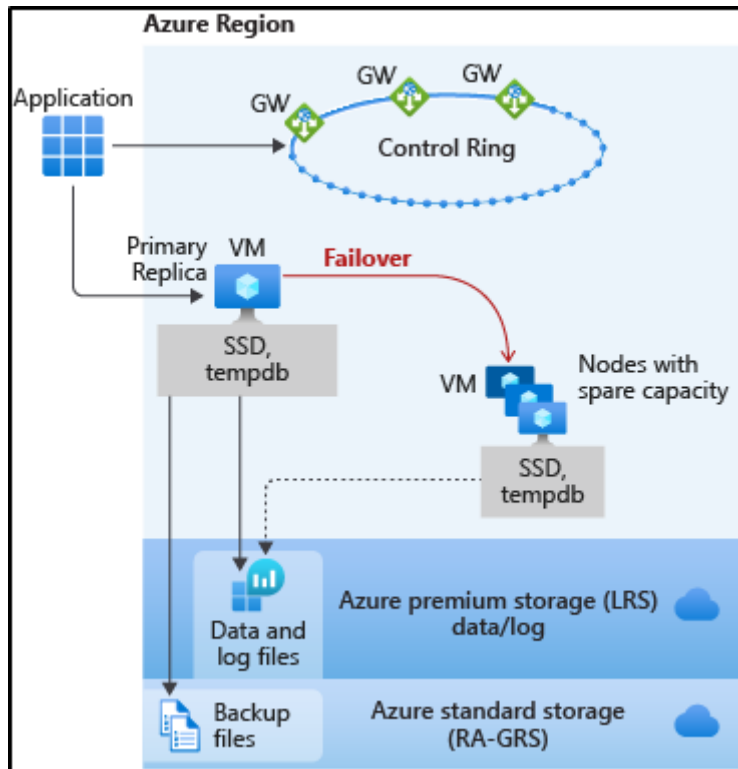 Azure Region
Application
GW
GW
GW
Control Ring
Primary
Replica
VM
Failover
SSD,
tempdb
VM
Nodes with
spare capacity
SSD,
tempdb
Data and
log files
Azure premium storage (LRS)
data/log
Backup
files
Azure standard storage
(RA-GRS)